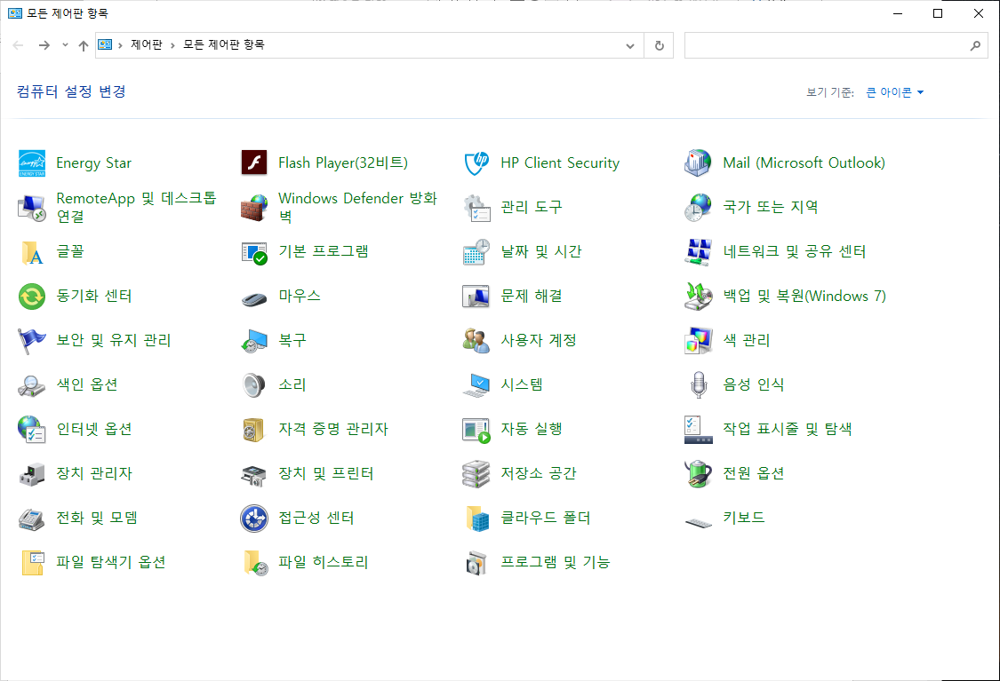 모든 제어판 항목
제어판 > 모든 제어판 항목
컴퓨터 설정 변경
보기 기준: 큰 아이콘
Energy Star
Flash Player(32비트)
HP Client Security
Mail (Microsoft Outlook)
RemoteApp 및 데스크톱
연결
Windows Defender 방화
벽
관리 도구
국가 또는 지역
글꼴
기본 프로그램
날짜 및 시간
네트워크 및 공유 센터
동기화 센터
마우스
문제 해결
백업 및 복원(Windows 7)
보안 및 유지 관리
복구
사용자 계정
색 관리
색인 옵션
소리
시스템
음성 인식
인터넷 옵션
자격 증명 관리자
자동 실행
작업 표시줄 및 탐색
장치 관리자
장치 및 프린터
저장소 공간
전원 옵션
전화 및 모뎀
접근성 센터
클라우드 폴더
키보드
파일 탐색기 옵션
파일 히스토리
프로그램 및 기능